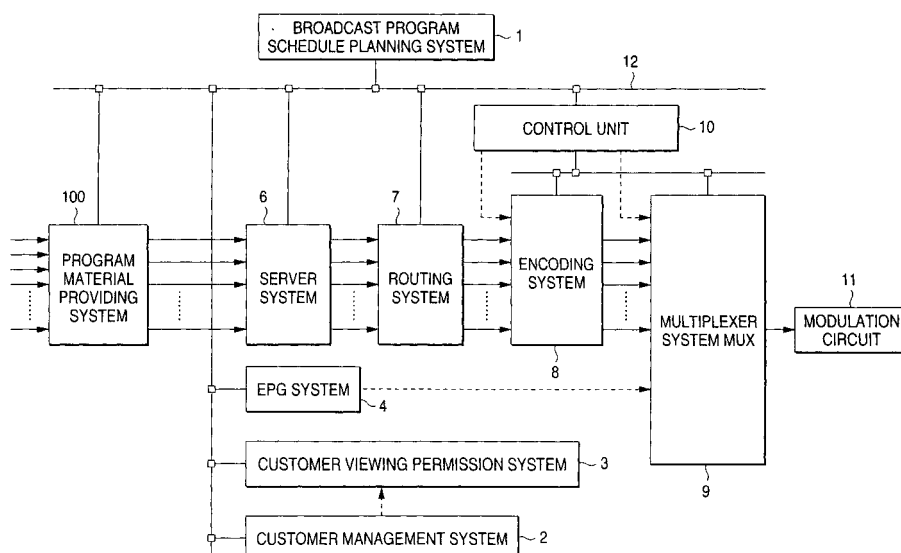 BROADCAST PROGRAM
SCHEDULE PLANNING SYSTEM
1
12
CONTROL UNIT
10
100
PROGRAM
MATERIAL
PROVIDING
SYSTEM
6
SERVER
SYSTEM
7
ROUTING
SYSTEM
ENCODING
SYSTEM
8
MULTIPLEXER
SYSTEM MUX
9
11
MODULATION
CIRCUIT
EPG SYSTEM
4
CUSTOMER VIEWING PERMISSION SYSTEM
3
CUSTOMER MANAGEMENT SYSTEM
2